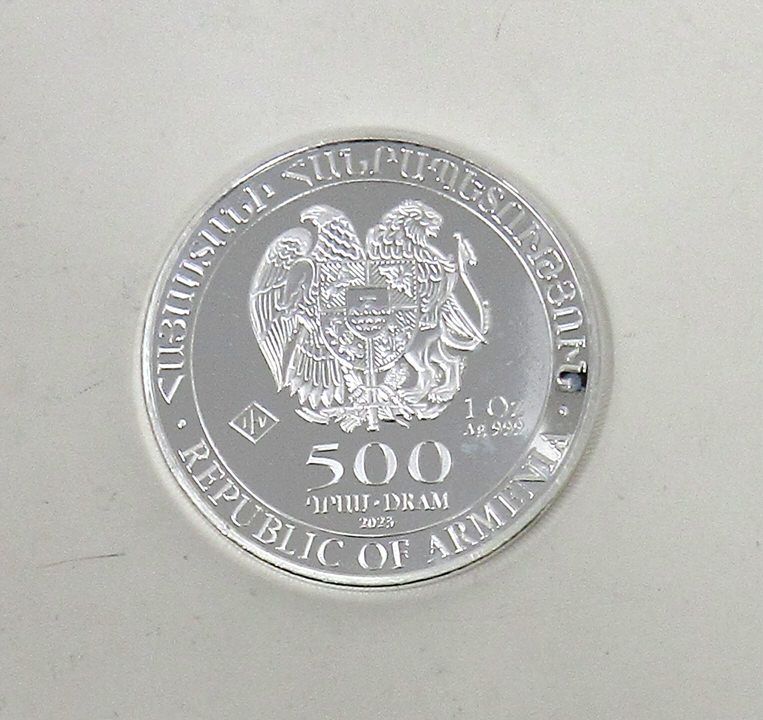 ՀԱՅԱՍՏԱՆԻ ՀԱՆՐԱՊԵՏՈՒԹՅՈՒՆ
1 Oz
Ag 999
500
ԴՐԱՄ · DRAM
2023
· REPUBLIC OF ARMENIA ·